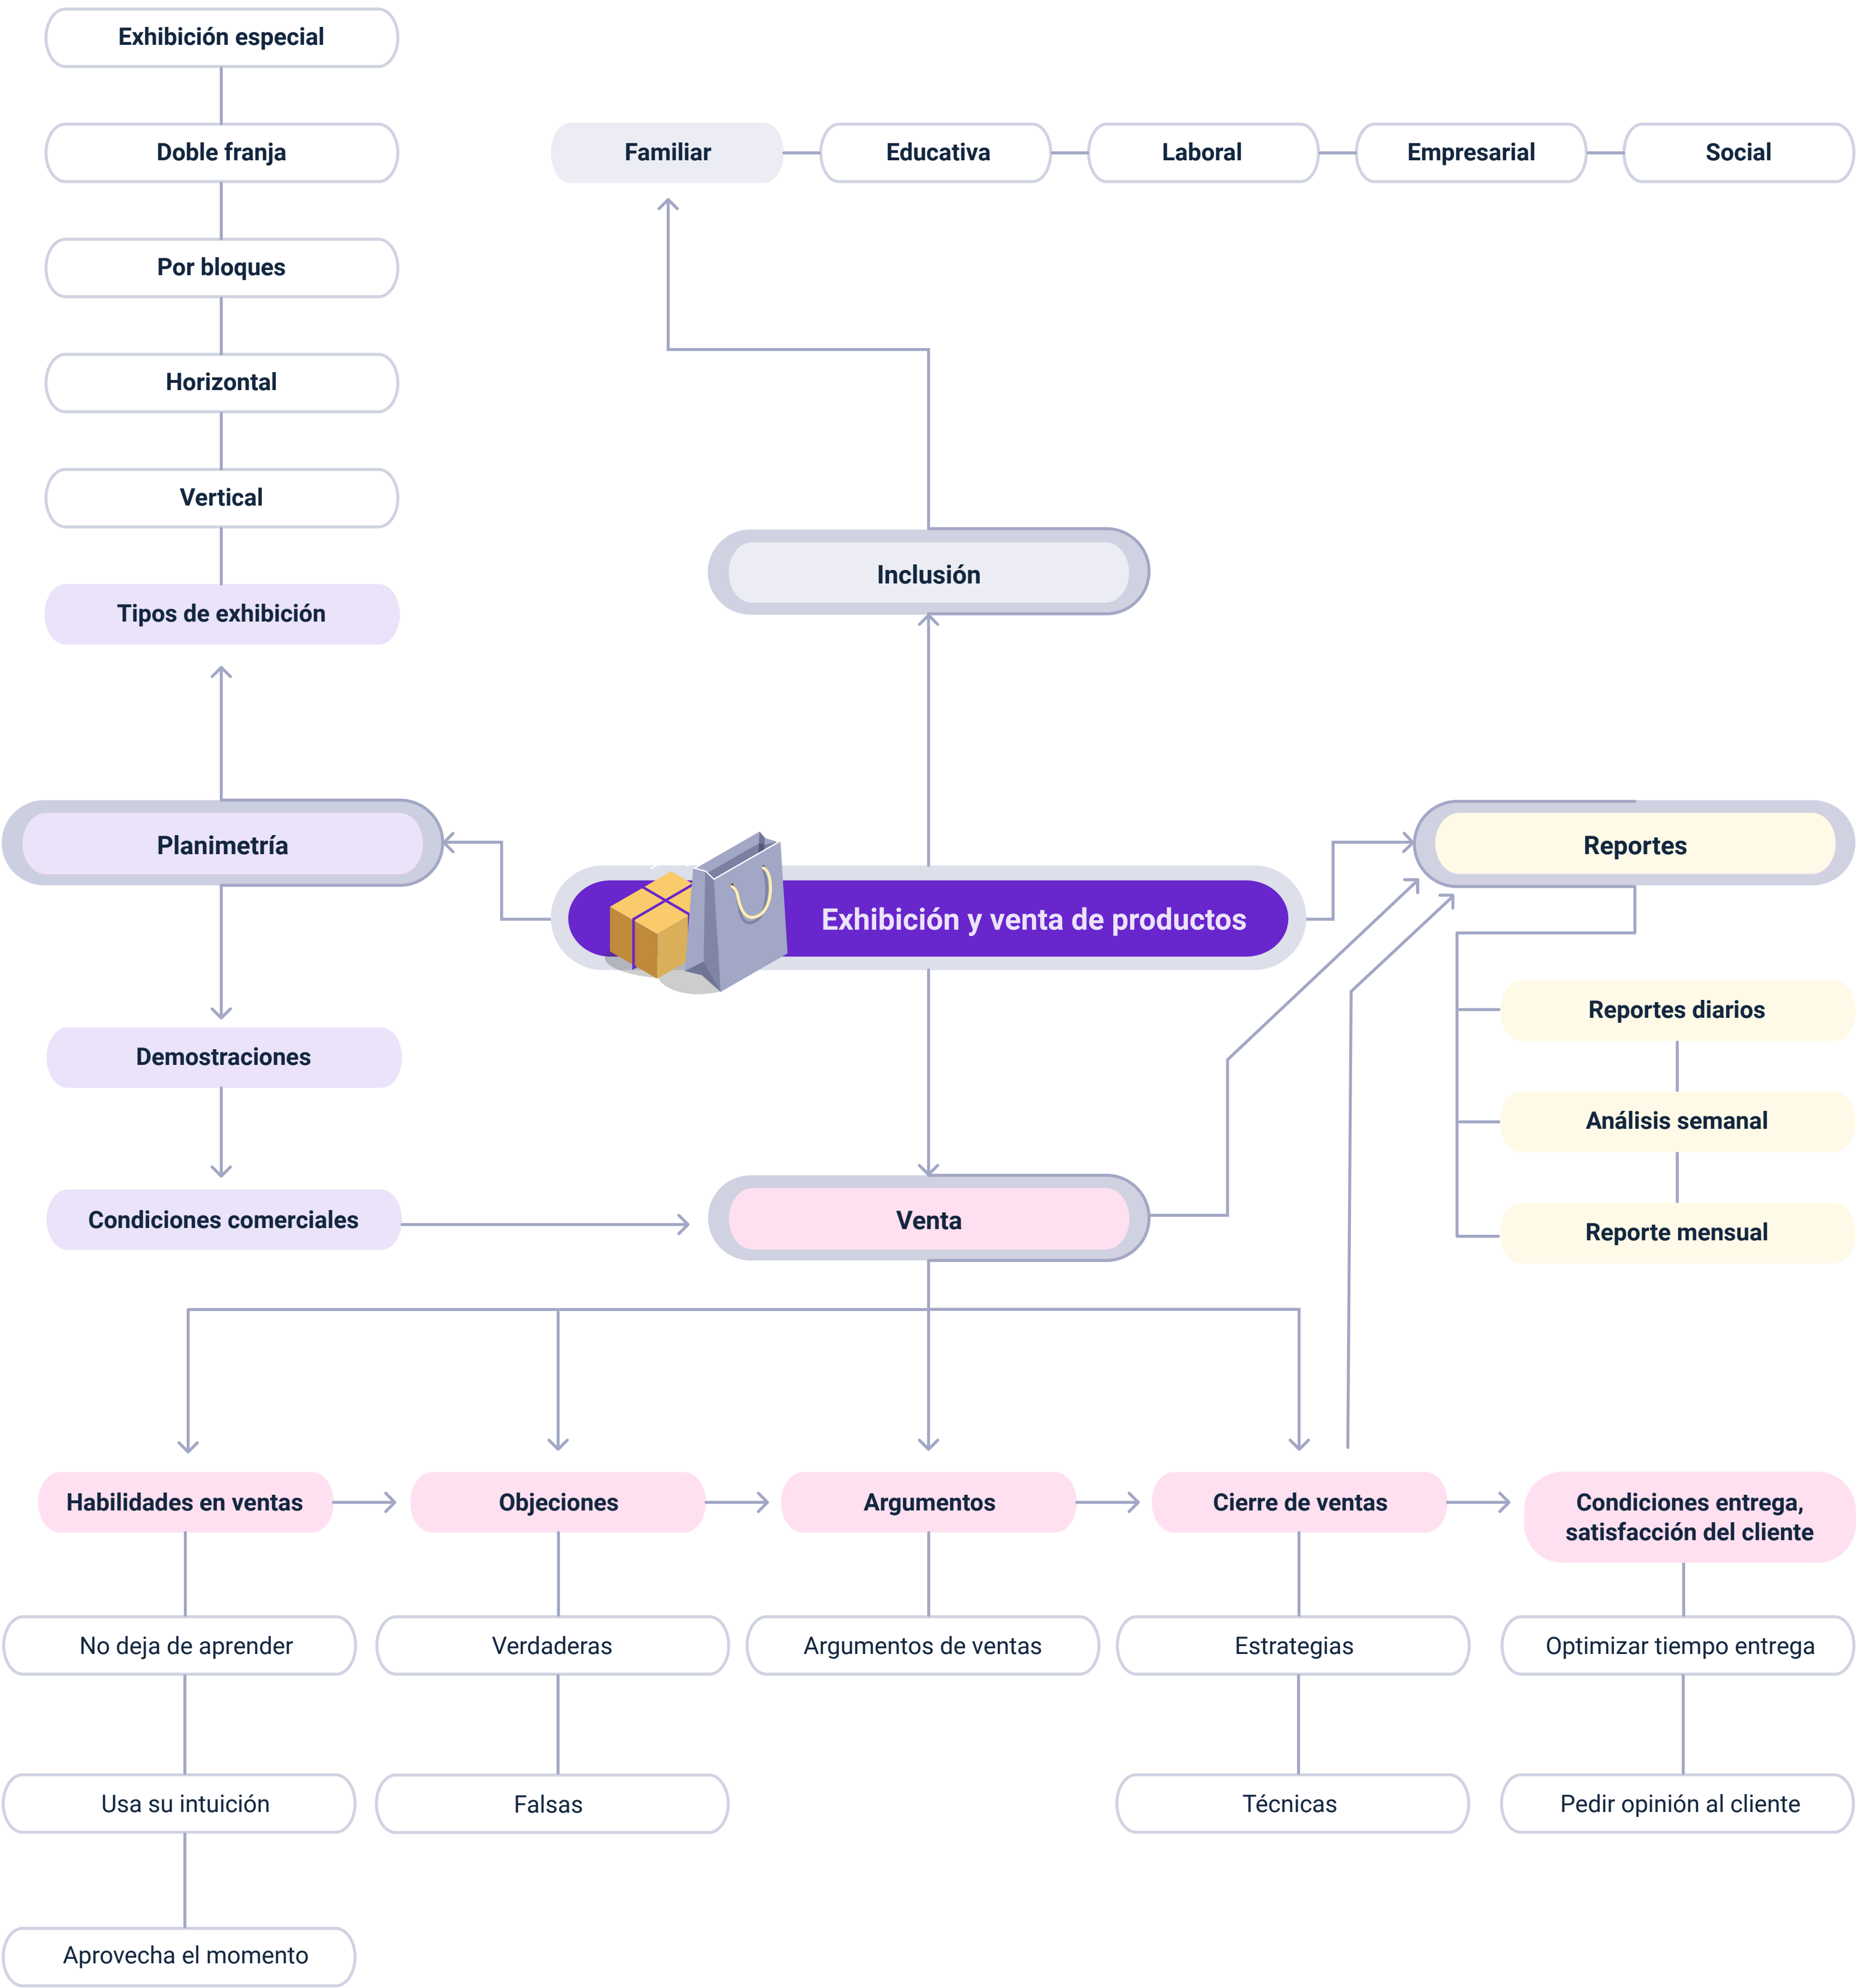 Exhibición especial
Doble franja
Por bloques
Horizontal
Vertical
Tipos de exhibición
Familiar
Educativa
Laboral
Empresarial
Social
Inclusión
Planimetría
Exhibición y venta de productos
Reportes
Reportes diarios
Análisis semanal
Reporte mensual
Demostraciones
Condiciones comerciales
Venta
Habilidades en ventas
Objeciones
Argumentos
Cierre de ventas
Condiciones entrega,
satisfacción del cliente
No deja de aprender
Verdaderas
Argumentos de ventas
Estrategias
Optimizar tiempo entrega
Usa su intuición
Falsas
Técnicas
Pedir opinión al cliente
Aprovecha el momento